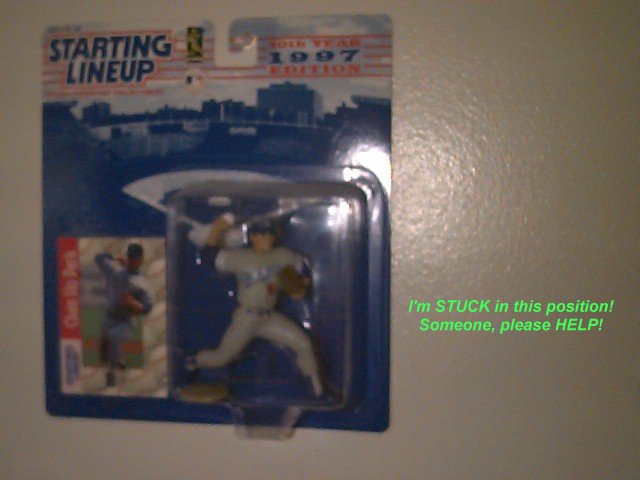 STARTING
LINEUP
10TH YEAR
1997
EDITION
I'm STUCK in this position!
Someone, please HELP!